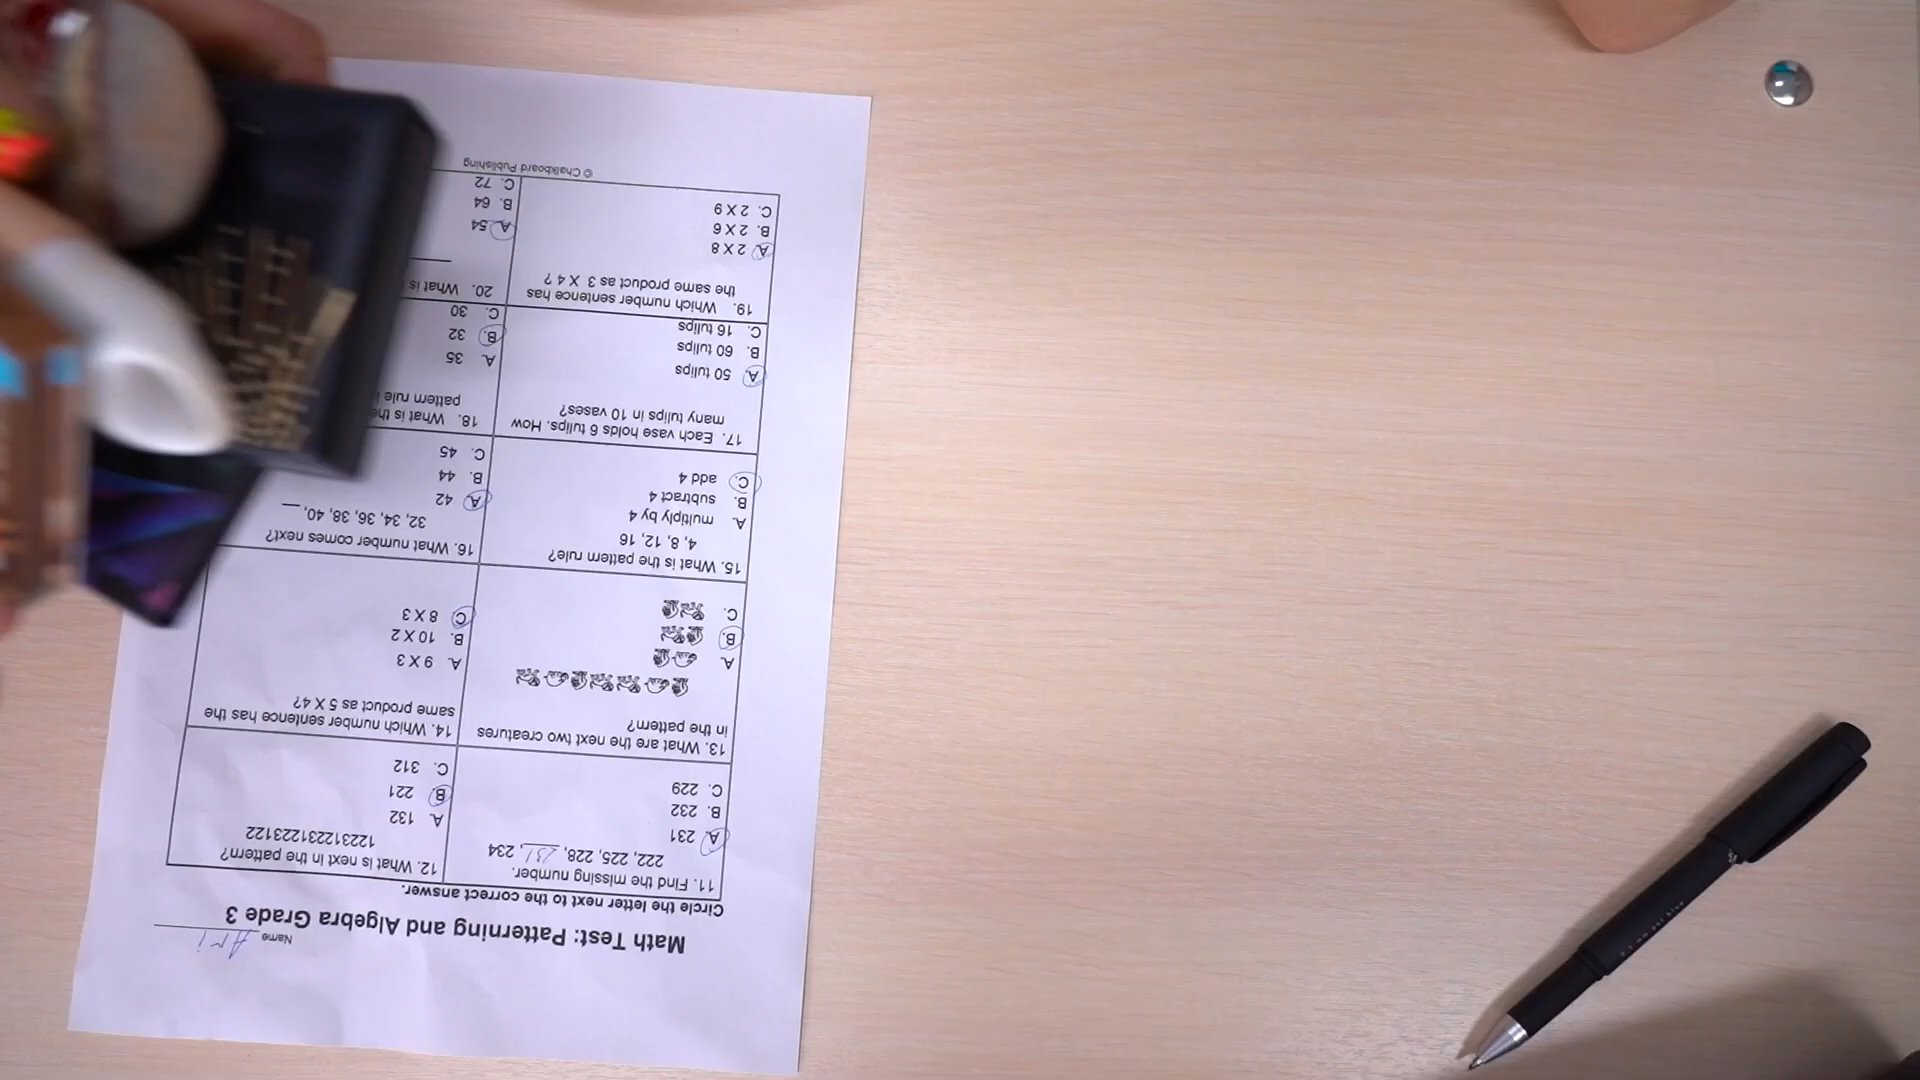 Name Ari
Math Test: Patterning and Algebra Grade 3
Circle the letter next to the correct answer.
11. Find the missing number.
222, 225, 228, 231, 234
A. 231
B. 232
C. 229
12. What is next in the pattern?
1223122312223122
A. 132
B. 221
C. 312
13. What are the next two creatures
in the pattern?
A.
B.
C.
14. Which number sentence has the
same product as 5 X 4?
A. 9 X 3
B. 10 X 2
C. 8 X 3
15. What is the pattern rule?
4, 8, 12, 16
A. multiply by 4
B. subtract 4
C. add 4
16. What number comes next?
32, 34, 36, 38, 40, __
A. 42
B. 44
C. 45
17. Each vase holds 6 tulips. How
many tulips in 10 vases?
A. 50 tulips
B. 60 tulips
C. 16 tulips
18. What is the
pattern rule
A. 35
B. 32
C. 30
19. Which number sentence has
the same product as 3 X 4 ?
A. 2 X 8
B. 2 X 6
C. 2 X 9
20. What is
A. 54
B. 64
C. 72
© Chalkboard Publishing